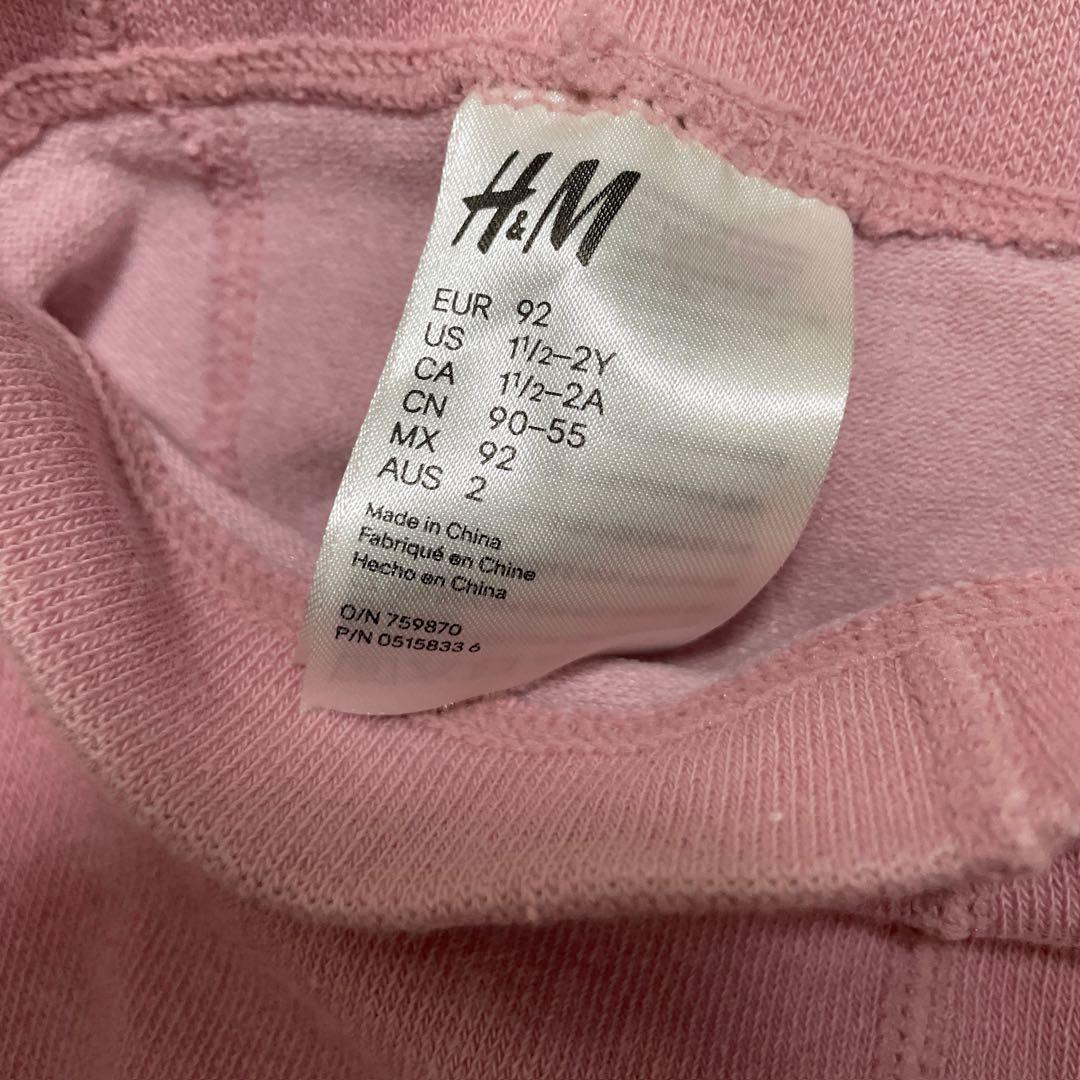 H&M
EUR 92
US 1½–2Y
CA 1½–2A
CN 90–55
MX 92
AUS 2
Made in China
Fabriqué en Chine
Hecho en China
O/N 759870
P/N 0515833 6